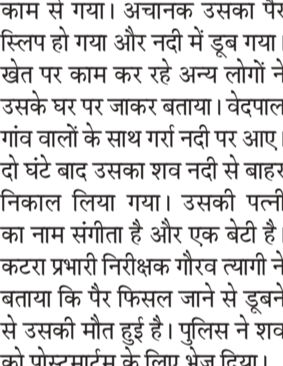 काम से गया। अचानक उसका पैर
स्लिप हो गया और नदी में डूब गया।
खेत पर काम कर रहे अन्य लोगों ने
उसके घर पर जाकर बताया। वेदपाल
गांव वालों के साथ गर्रा नदी पर आए।
दो घंटे बाद उसका शव नदी से बाहर
निकाल लिया गया। उसकी पत्नी
का नाम संगीता है और एक बेटी है।
कटरा प्रभारी निरीक्षक गौरव त्यागी ने
बताया कि पैर फिसल जाने से डूबने
से उसकी मौत हुई है। पुलिस ने शव
को पोस्टमार्टम के लिए भेज दिया।